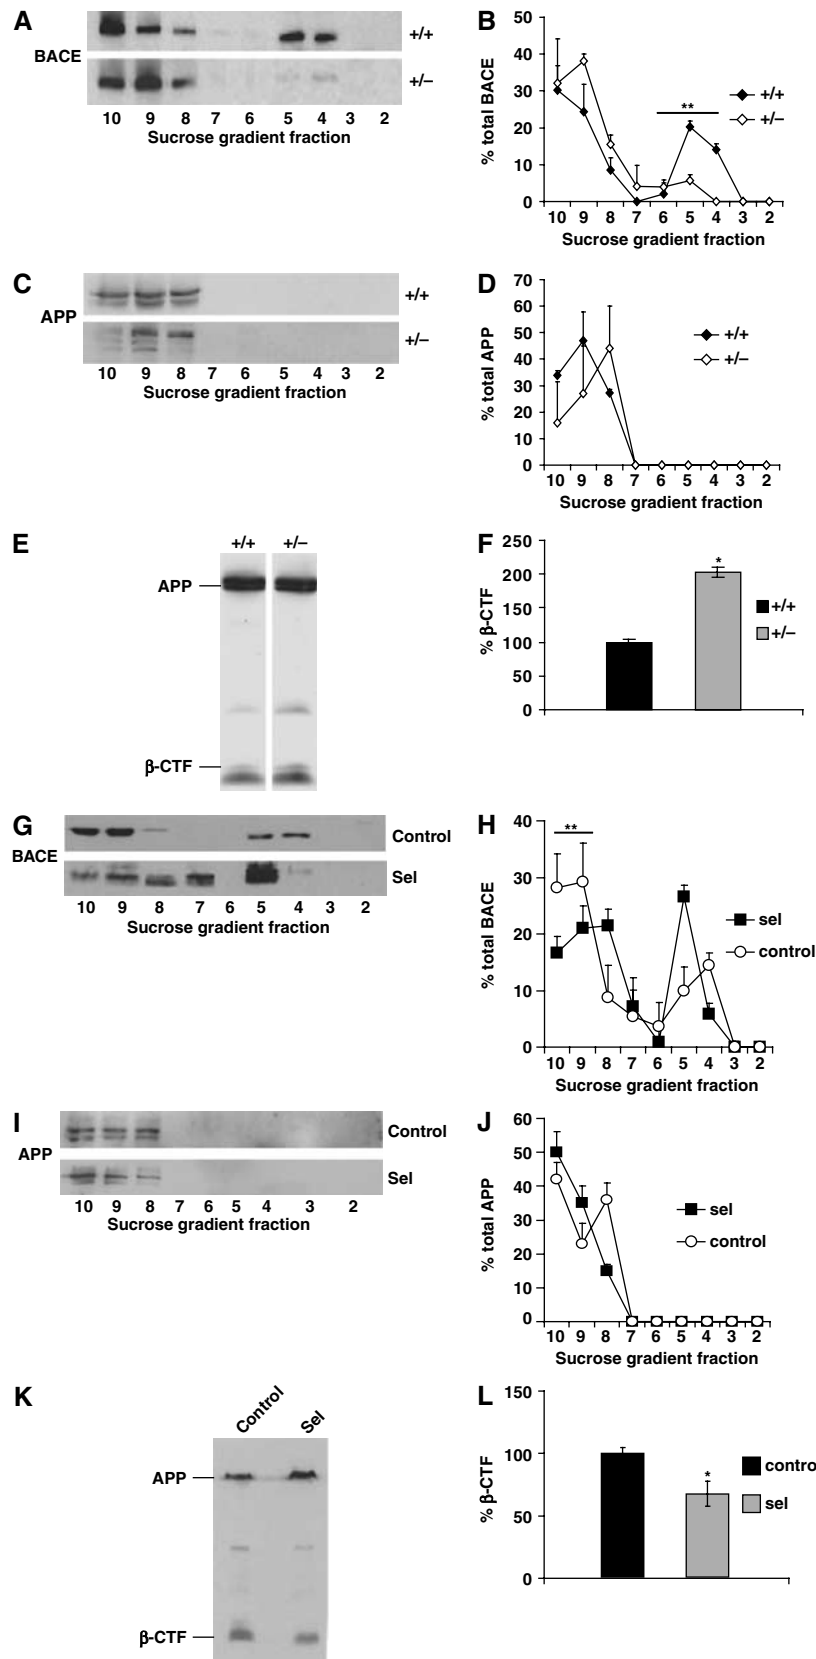 A
BACE
+/+
+/–
10 9 8 7 6 5 4 3 2
Sucrose gradient fraction
B
% total BACE
50
40
30
20
10
0
**
+/+
+/–
10 9 8 7 6 5 4 3 2
Sucrose gradient fraction
C
APP
+/+
+/–
10 9 8 7 6 5 4 3 2
Sucrose gradient fraction
D
% total APP
70
60
50
40
30
20
10
0
+/+
+/–
10 9 8 7 6 5 4 3 2
Sucrose gradient fraction
E
+/+ +/–
APP
β-CTF
F
% β-CTF
250
200
150
100
50
0
*
+/+
+/–
G
BACE
Control
Sel
10 9 8 7 6 5 4 3 2
Sucrose gradient fraction
H
% total BACE
40
30
20
10
0
**
sel
control
10 9 8 7 6 5 4 3 2
Sucrose gradient fraction
I
APP
Control
Sel
10 9 8 7 6 5 4 3 2
Sucrose gradient fraction
J
% total APP
60
50
40
30
20
10
0
sel
control
10 9 8 7 6 5 4 3 2
Sucrose gradient fraction
K
Control Sel
APP
β-CTF
L
% β-CTF
150
100
50
0
*
contro
sel